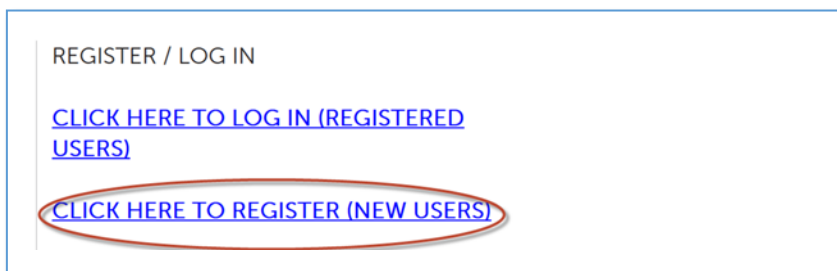 REGISTER / LOG IN
CLICK HERE TO LOG IN (REGISTERED
USERS)
CLICK HERE TO REGISTER (NEW USERS)